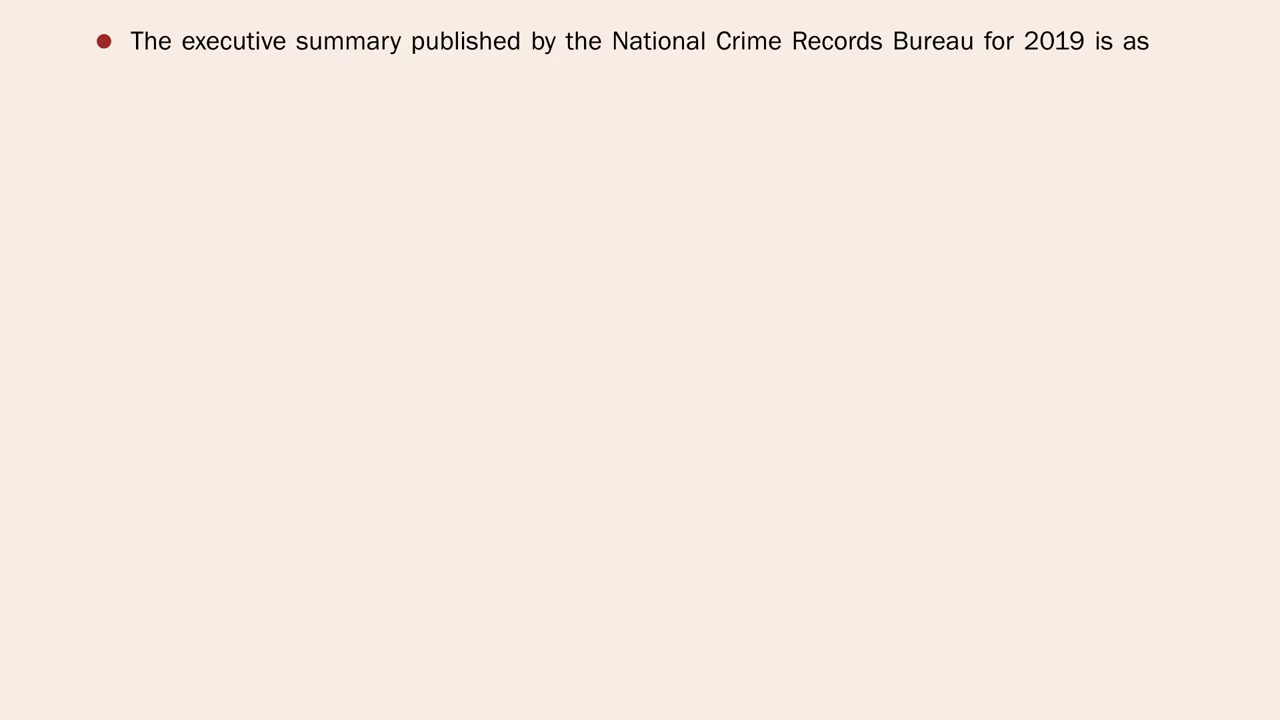 The executive summary published by the National Crime Records Bureau for 2019 is as